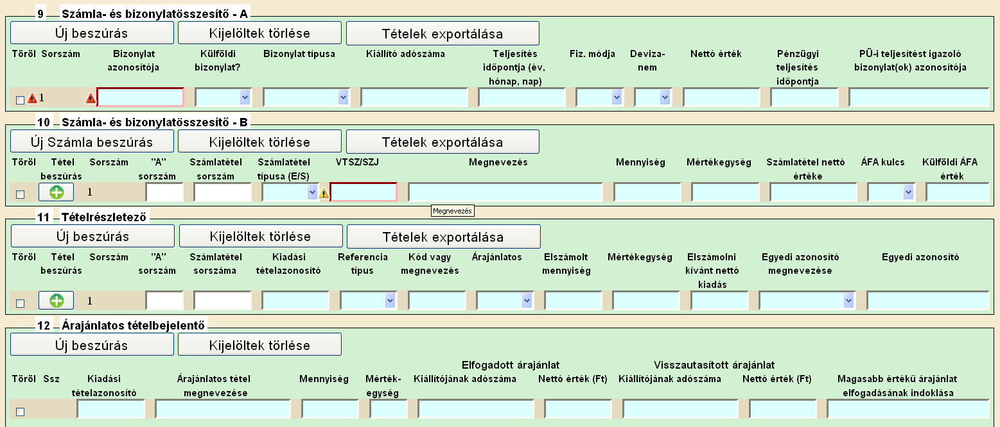 9 Számla- és bizonylatösszesítő - A
Új beszúrás Kijelöltek törlése Tételek exportálása
Töröl Sorszám Bizonylat Külföldi Bizonylat típusa Kiállító adószáma Teljesítés Fiz. módja Deviza- Nettó érték Pénzügyi PÜ-i teljesítést igazoló
azonosítója bizonylat? időpontja (év, nem teljesítés bizonylat(ok) azonosítója
hónap, nap) időpontja
1
10 Számla- és bizonylatösszesítő - B
Új Számla beszúrás Kijelöltek törlése Tételek exportálása
Töröl Tétel Sorszám "A" Számlatétel Számlatétel VTSZ/SZJ Megnevezés Mennyiség Mértékegység Számlatétel nettó ÁFA kulcs Külföldi ÁFA
beszúrás sorszám sorszám típusa (E/S) értéke érték
1
Megnevezés
11 Tételrészletező
Új beszúrás Kijelöltek törlése Tételek exportálása
Töröl Tétel Sorszám "A" Számlatétel Kiadási Referencia Kód vagy Árajánlatos Elszámolt Mértékegység Elszámolni Egyedi azonosító Egyedi azonosító
beszúrás sorszám sorszáma tételazonosító típus megnevezés mennyiség kívánt nettó megnevezése
kiadás
1
12 Árajánlatos tételbejelentő
Új beszúrás Kijelöltek törlése
Elfogadott árajánlat Visszautasított árajánlat
Töröl Ssz Kiadási Árajánlatos tétel Mennyiség Mérték- Kiállítójának adószáma Nettó érték (Ft) Kiállítójának adószáma Nettó érték (Ft) Magasabb értékű árajánlat
tételazonosító megnevezése egység elfogadásának indoklása